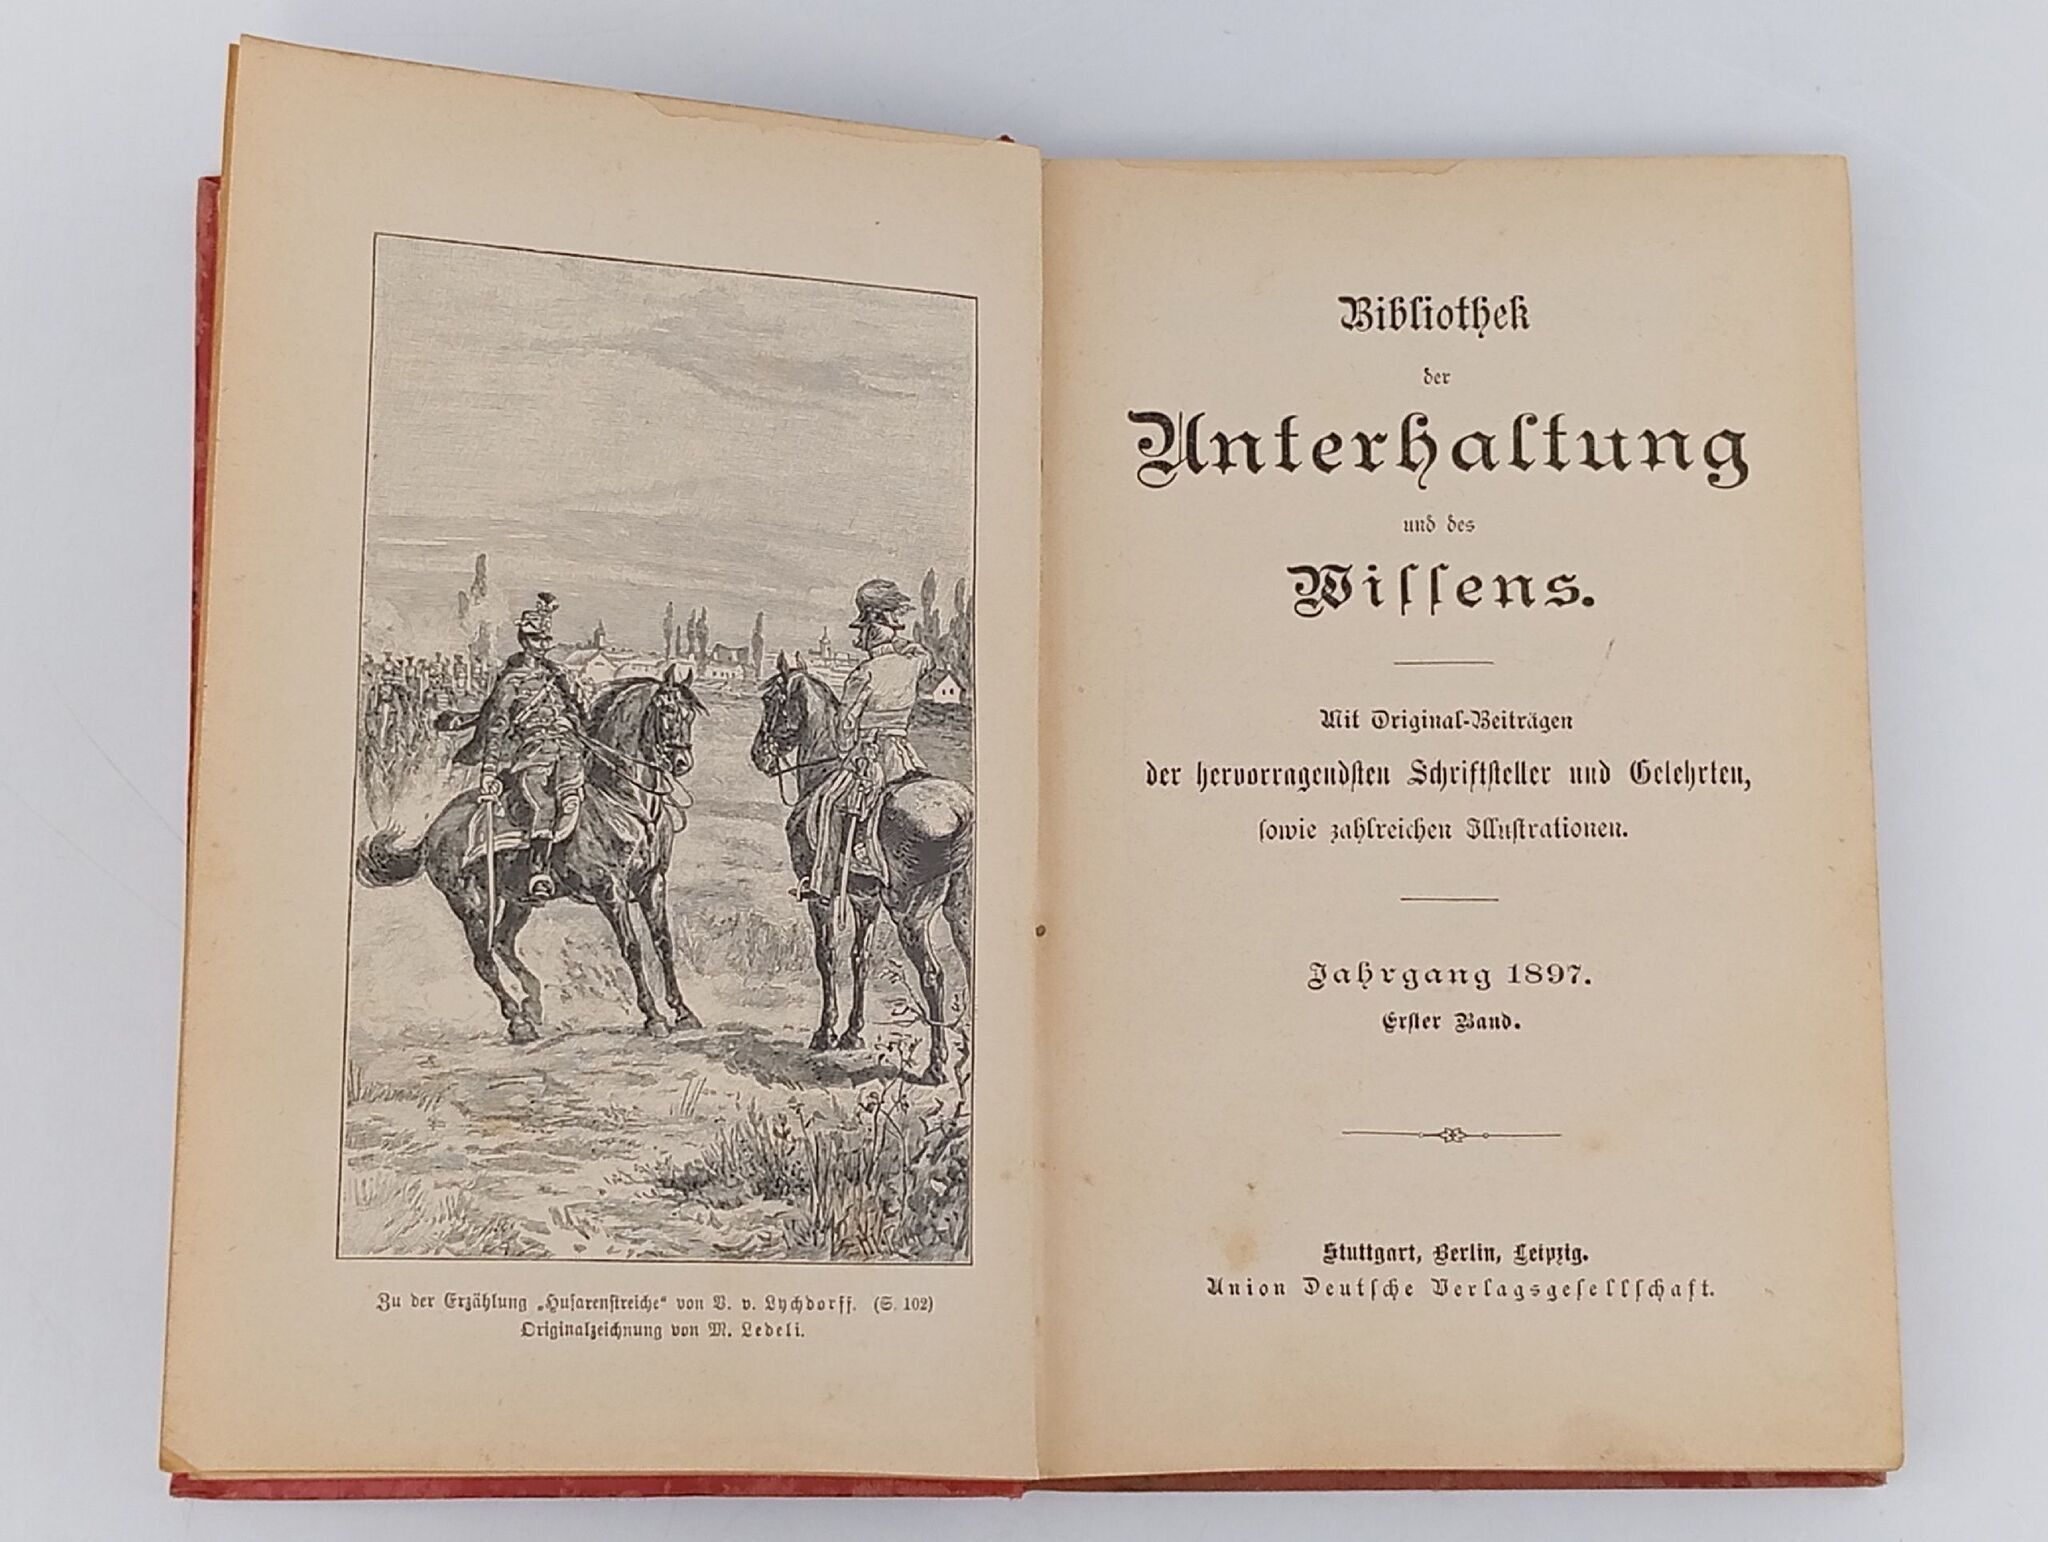 Zu der Erzählung „Husarenstreiche“ von V. v. Lychdorff. (S. 102)
Originalzeichnung von M. Ledeli.
Bibliothek
der
Unterhaltung
und des
Wissens.
Mit Original-Beiträgen
der hervorragendsten Schriftsteller und Gelehrten,
sowie zahlreichen Illustrationen.
Jahrgang 1897.
Erster Band.
Stuttgart, Berlin, Leipzig.
Union Deutsche Verlagsgesellschaft.